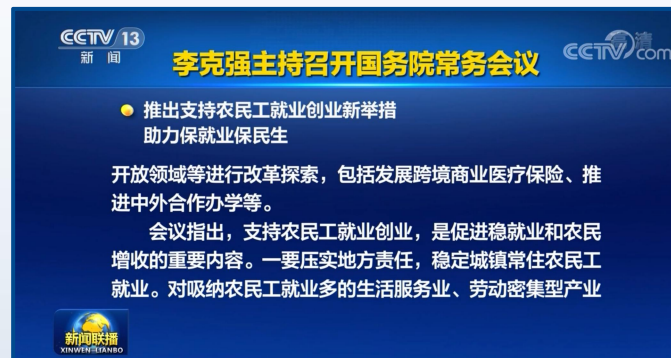 CCTV 13
新 闻
高清
CCTV com
李克强主持召开国务院常务会议
推出支持农民工就业创业新举措
助力保就业保民生
开放领域等进行改革探索，包括发展跨境商业医疗保险、推
进中外合作办学等。
会议指出，支持农民工就业创业，是促进稳就业和农民
增收的重要内容。一要压实地方责任，稳定城镇常住农民工
就业。对吸纳农民工就业多的生活服务业、劳动密集型产业
新闻联播
XINWEN LIANBO